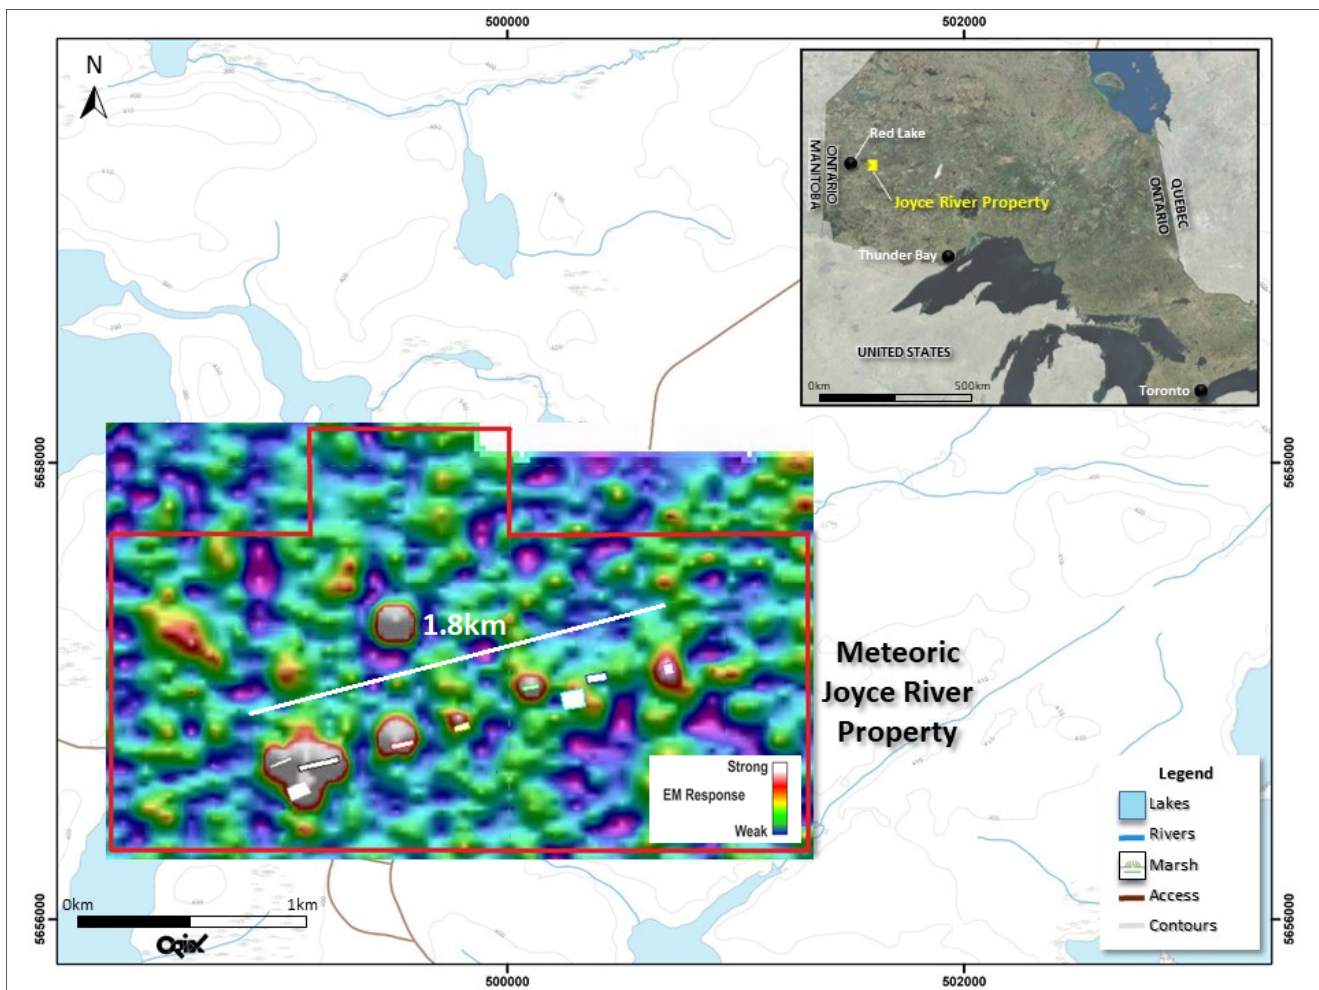 500000
502000
N
ONTARIO
MANITOBA
Red Lake
Joyce River Property
QUEBEC
ONTARIO
Thunder Bay
UNITED STATES
0km
500km
Toronto
5658000
5658000
1.8km
Meteoric
Joyce River
Property
Strong
EM Response
Weak
Legend
Lakes
Rivers
Marsh
Access
Contours
0km
1km
5656000
5656000
500000
502000